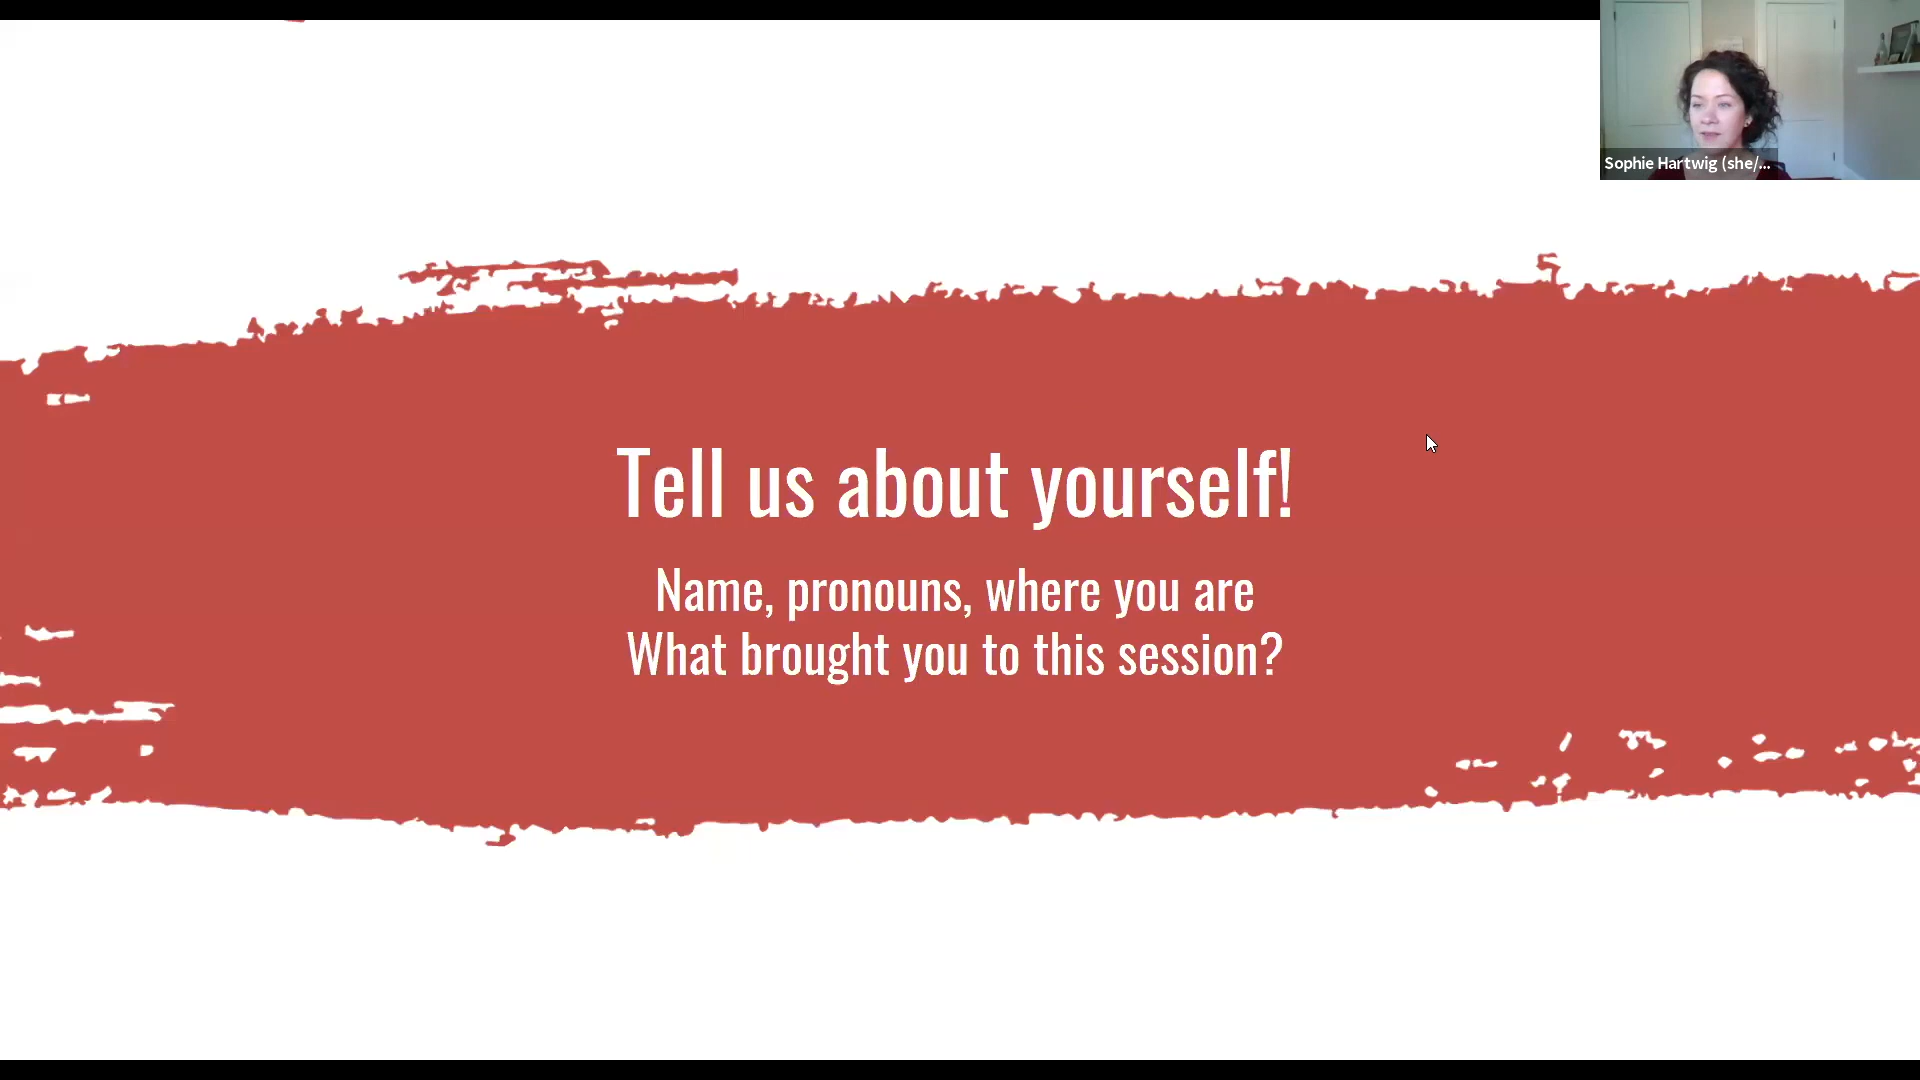 Sophie Hartwig (she/...
Tell us about yourself!
Name, pronouns, where you are
What brought you to this session?